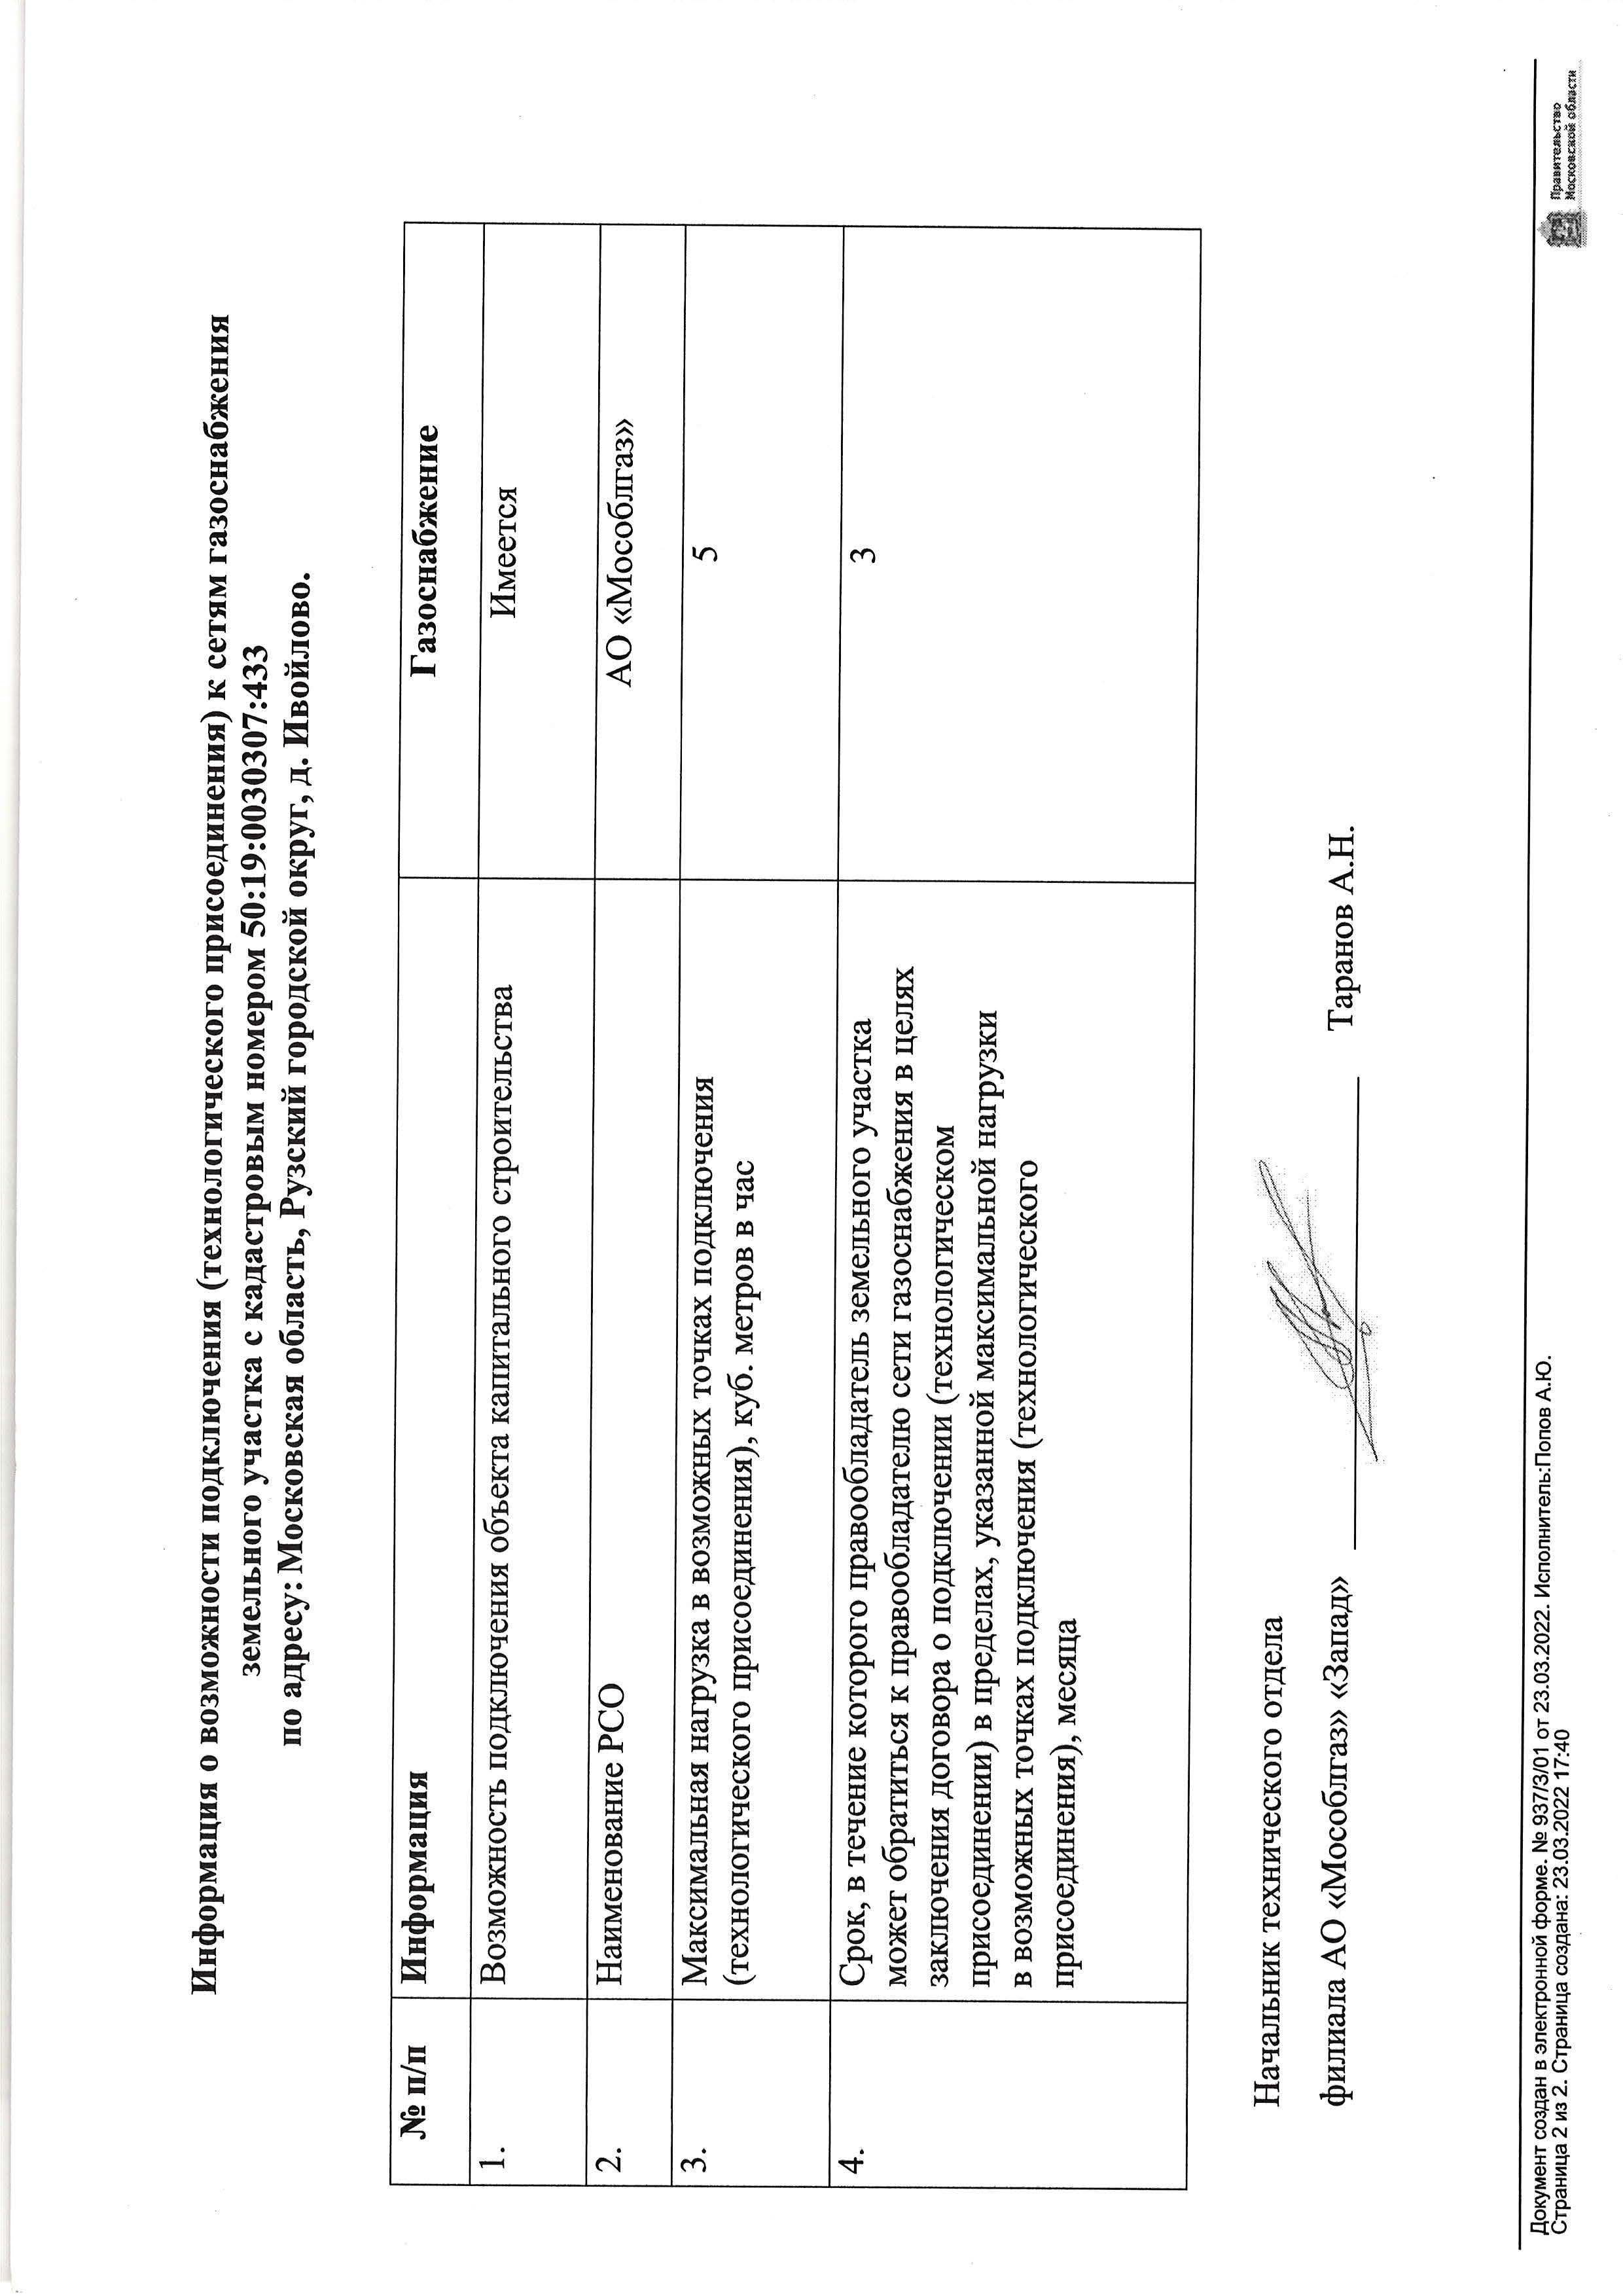 Информация о возможности подключения (технологического присоединения) к сетям газоснабжения
земельного участка с кадастровым номером 50:19:0030307:433
по адресу: Московская область, Рузский городской округ, д. Ивойлово.
№ п/п Информация Газоснабжение
1. Возможность подключения объекта капитального строительства Имеется
2. Наименование РСО АО «Мособлгаз»
3. Максимальная нагрузка в возможных точках подключения 5
(технологического присоединения), куб. метров в час
4. Срок, в течение которого правообладатель земельного участка 3
может обратиться к правообладателю сети газоснабжения в целях
заключения договора о подключении (технологическом
присоединении) в пределах, указанной максимальной нагрузки
в возможных точках подключения (технологического
присоединения), месяца
Начальник технического отдела
филиала АО «Мособлгаз» «Запад» Таранов А.Н.
Документ создан в электронной форме. № 937/3/01 от 23.03.2022. Исполнитель:Попов А.Ю.
Страница 2 из 2. Страница создана: 23.03.2022 17:40
Правительство
Московской области